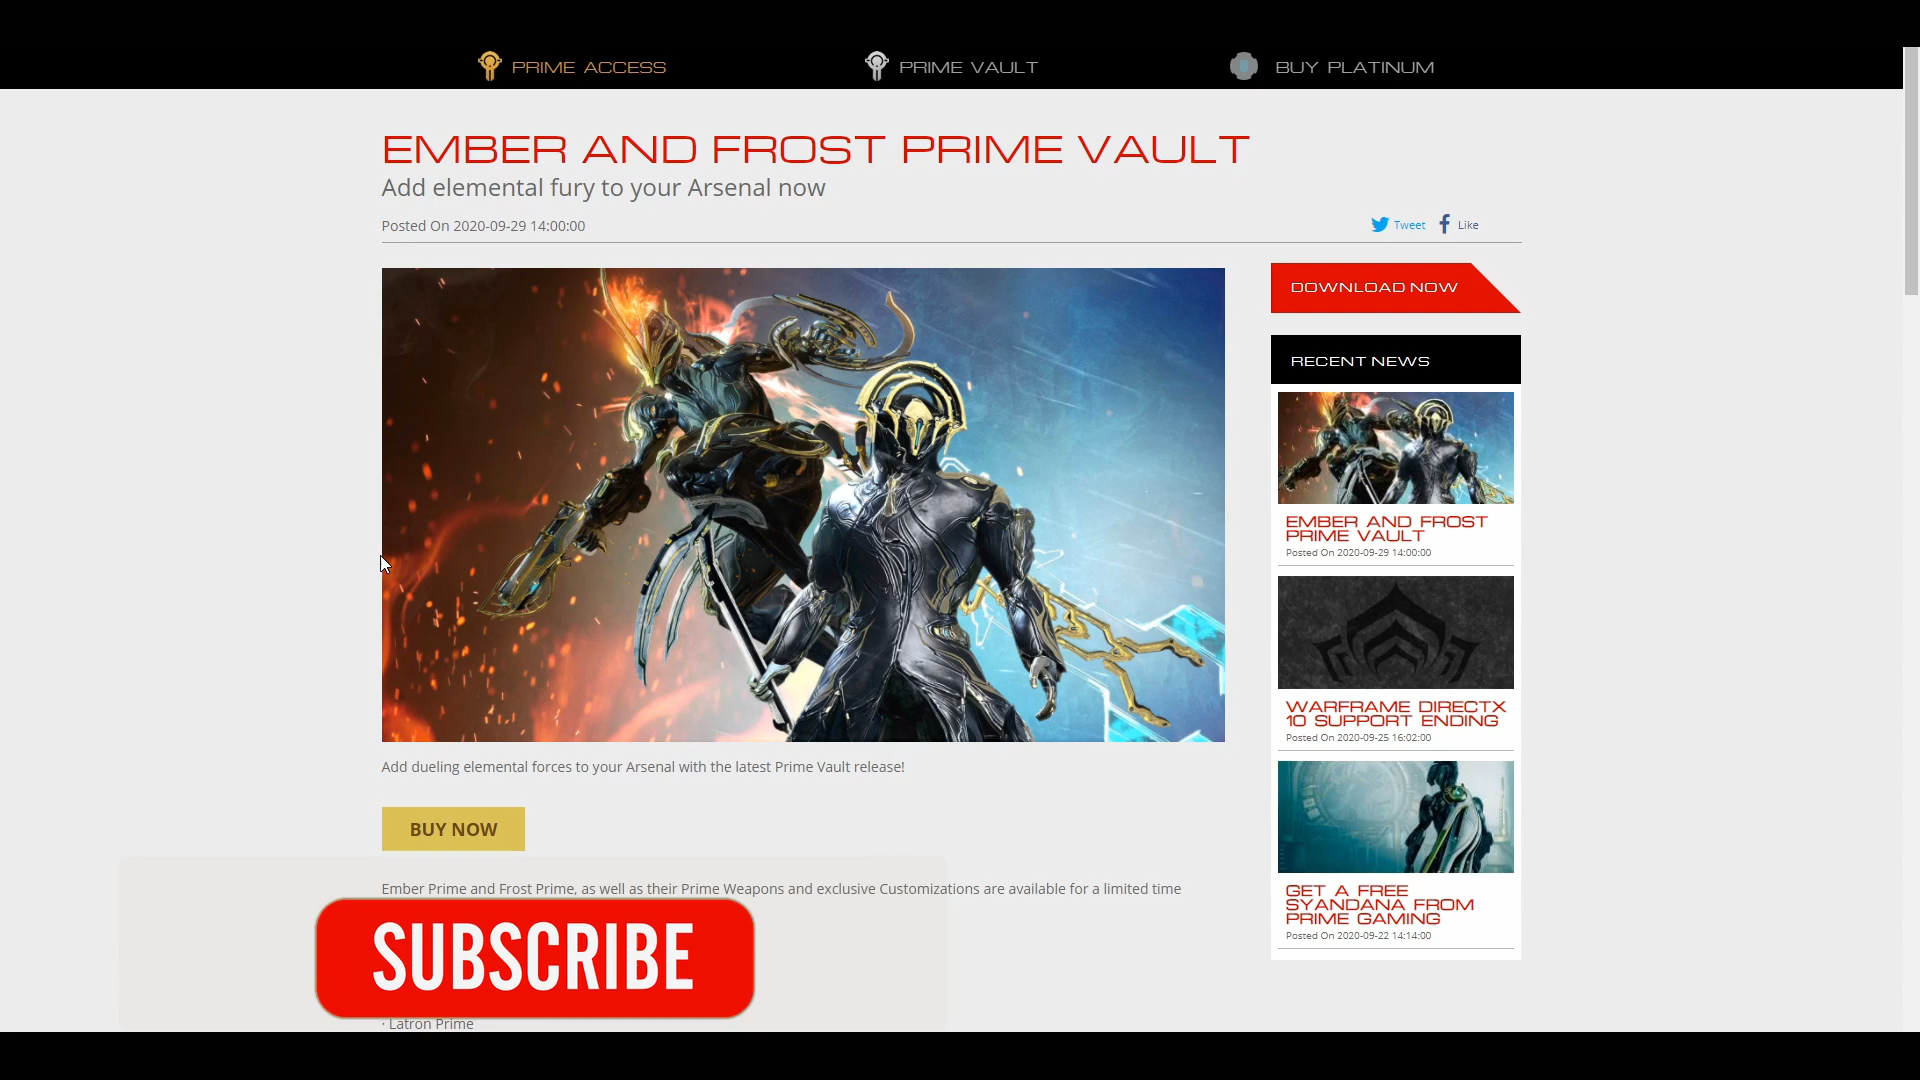 PRIME ACCESS
PRIME VAULT
BUY PLATINUM
EMBER AND FROST PRIME VAULT
Add elemental fury to your Arsenal now
Posted On 2020-09-29 14:00:00
Tweet
Like
DOWNLOAD NOW
RECENT NEWS
EMBER AND FROST
PRIME VAULT
Posted On 2020-09-29 14:00:00
WARFRAME DIRECTX
10 SUPPORT ENDING
Posted On 2020-09-25 16:02:00
GET A FREE
SYANDANA FROM
PRIME GAMING
Posted On 2020-09-22 14:14:00
Add dueling elemental forces to your Arsenal with the latest Prime Vault release!
BUY NOW
Ember Prime and Frost Prime, as well as their Prime Weapons and exclusive Customizations are available for a limited time
SUBSCRIBE
· Latron Prime